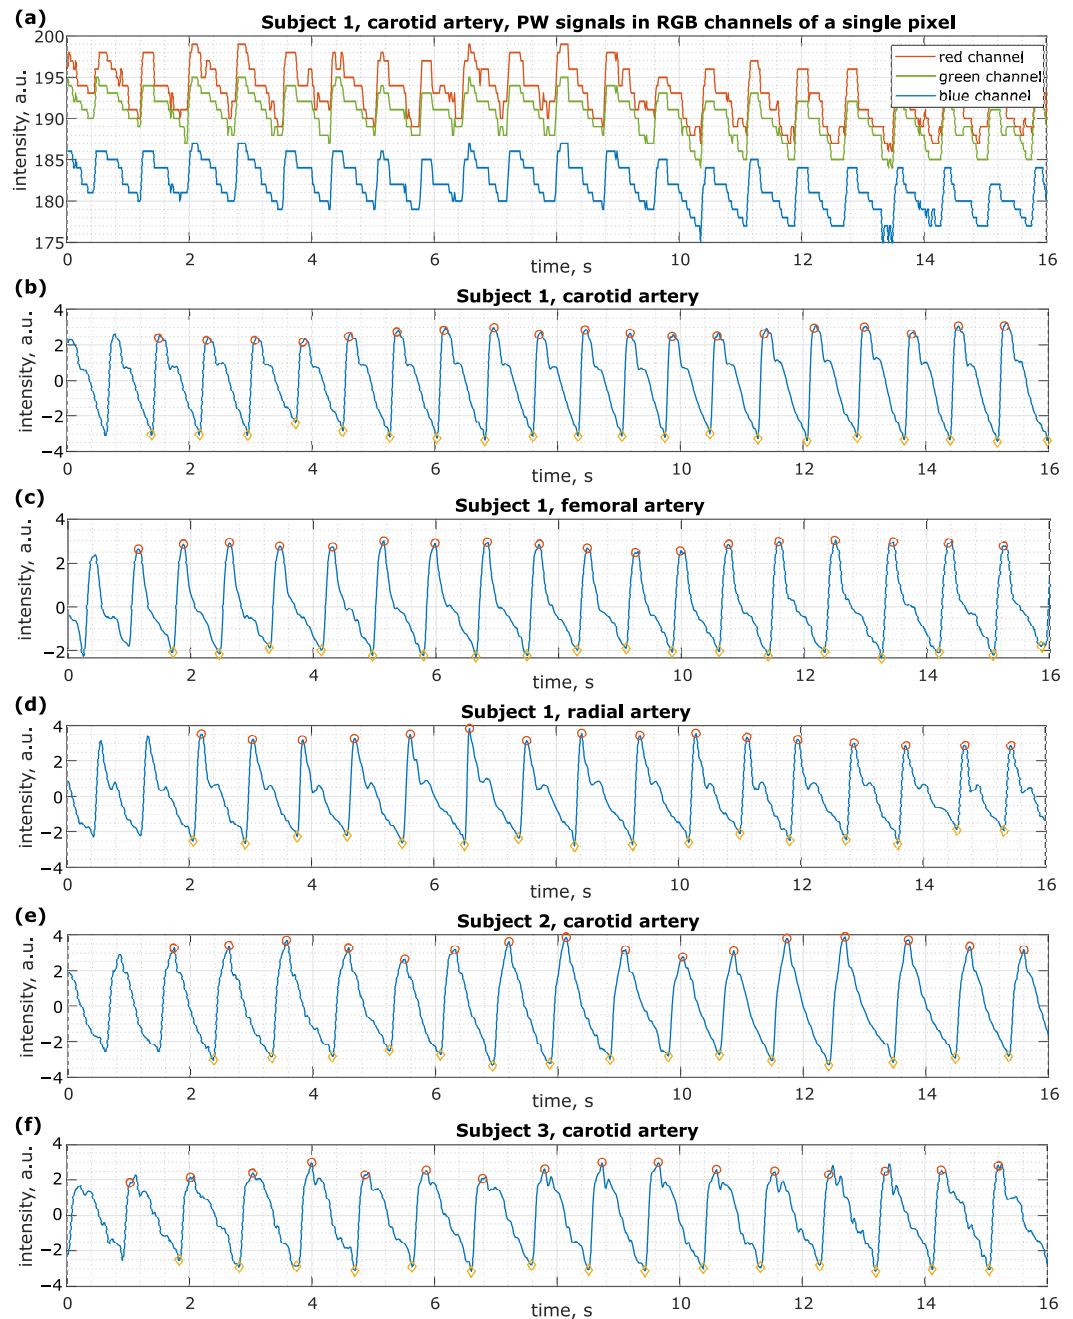 (a)
Subject 1, carotid artery, PW signals in RGB channels of a single pixel
intensity, a.u.
200
195
190
185
180
175
red channel
green channel
blue channel
0 2 4 6 8 10 12 14 16
time, s
(b)
Subject 1, carotid artery
intensity, a.u.
4
2
0
−2
−4
0 2 4 6 8 10 12 14 16
time, s
(c)
Subject 1, femoral artery
intensity, a.u.
4
2
0
−2
0 2 4 6 8 10 12 14 16
time, s
(d)
Subject 1, radial artery
intensity, a.u.
4
2
0
−2
−4
0 2 4 6 8 10 12 14 16
time, s
(e)
Subject 2, carotid artery
intensity, a.u.
4
2
0
−2
−4
0 2 4 6 8 10 12 14 16
time, s
(f)
Subject 3, carotid artery
intensity, a.u.
4
2
0
−2
−4
0 2 4 6 8 10 12 14 16
time, s